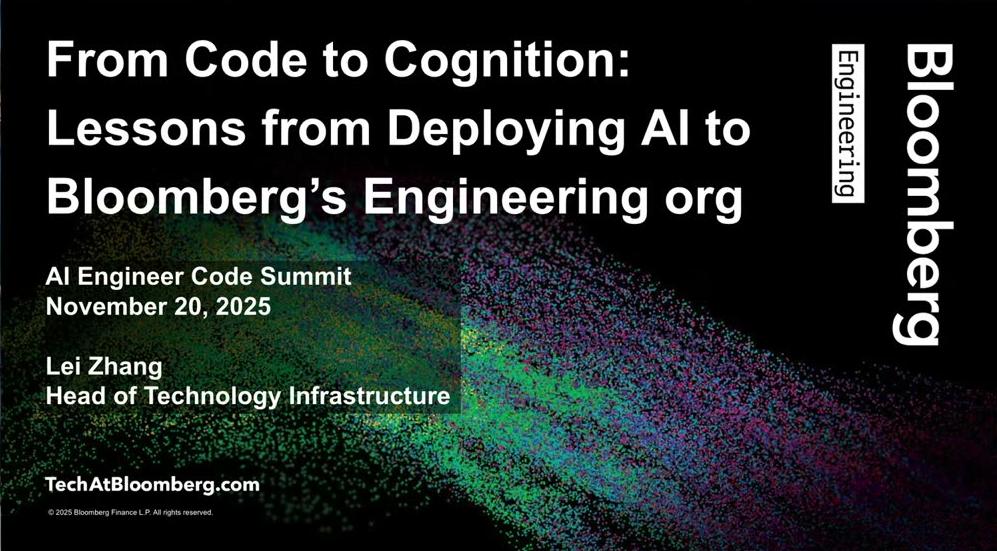 From Code to Cognition:
Lessons from Deploying AI to
Bloomberg’s Engineering org
AI Engineer Code Summit
November 20, 2025
Lei Zhang
Head of Technology Infrastructure
TechAtBloomberg.com
© 2025 Bloomberg Finance L.P. All rights reserved.
Bloomberg
Engineering